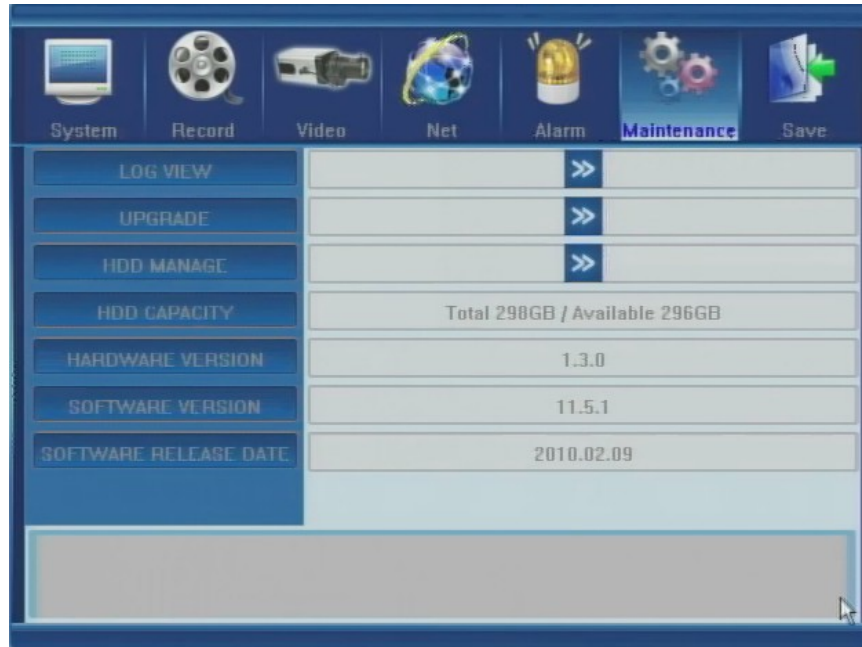 System Record Video Net Alarm Maintenance Save
LOG VIEW
UPGRADE
HDD MANAGE
HDD CAPACITY Total 298GB / Available 296GB
HARDWARE VERSION 1.3.0
SOFTWARE VERSION 11.5.1
SOFTWARE RELEASE DATE 2010.02.09